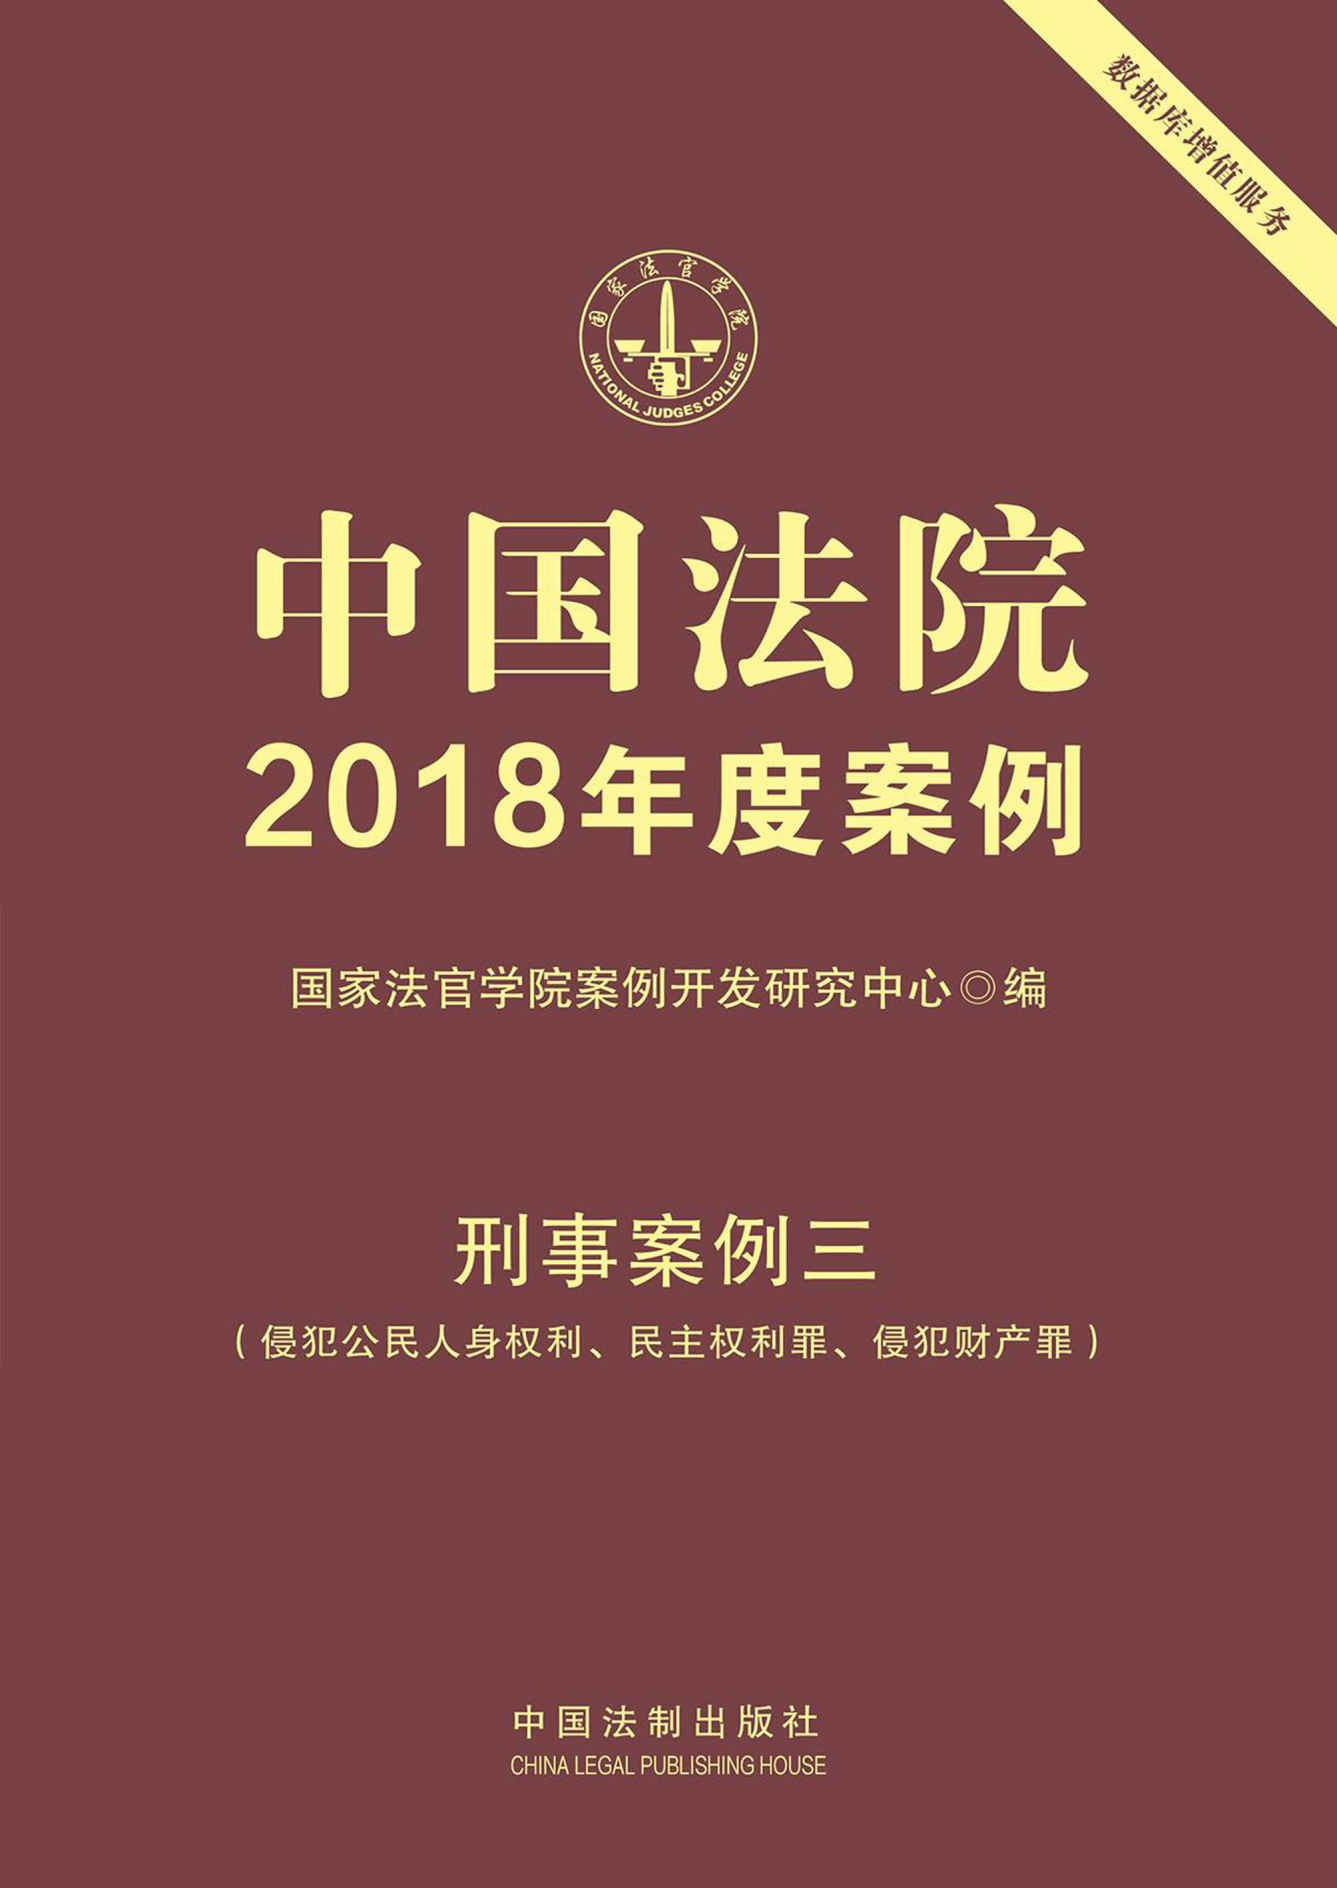 数据库增值服务
国家法官学院
NATIONAL JUDGES COLLEGE
中国法院
2018年度案例
国家法官学院案例开发研究中心◎编
刑事案例三
（侵犯公民人身权利、民主权利罪、侵犯财产罪）
中国法制出版社
CHINA LEGAL PUBLISHING HOUSE